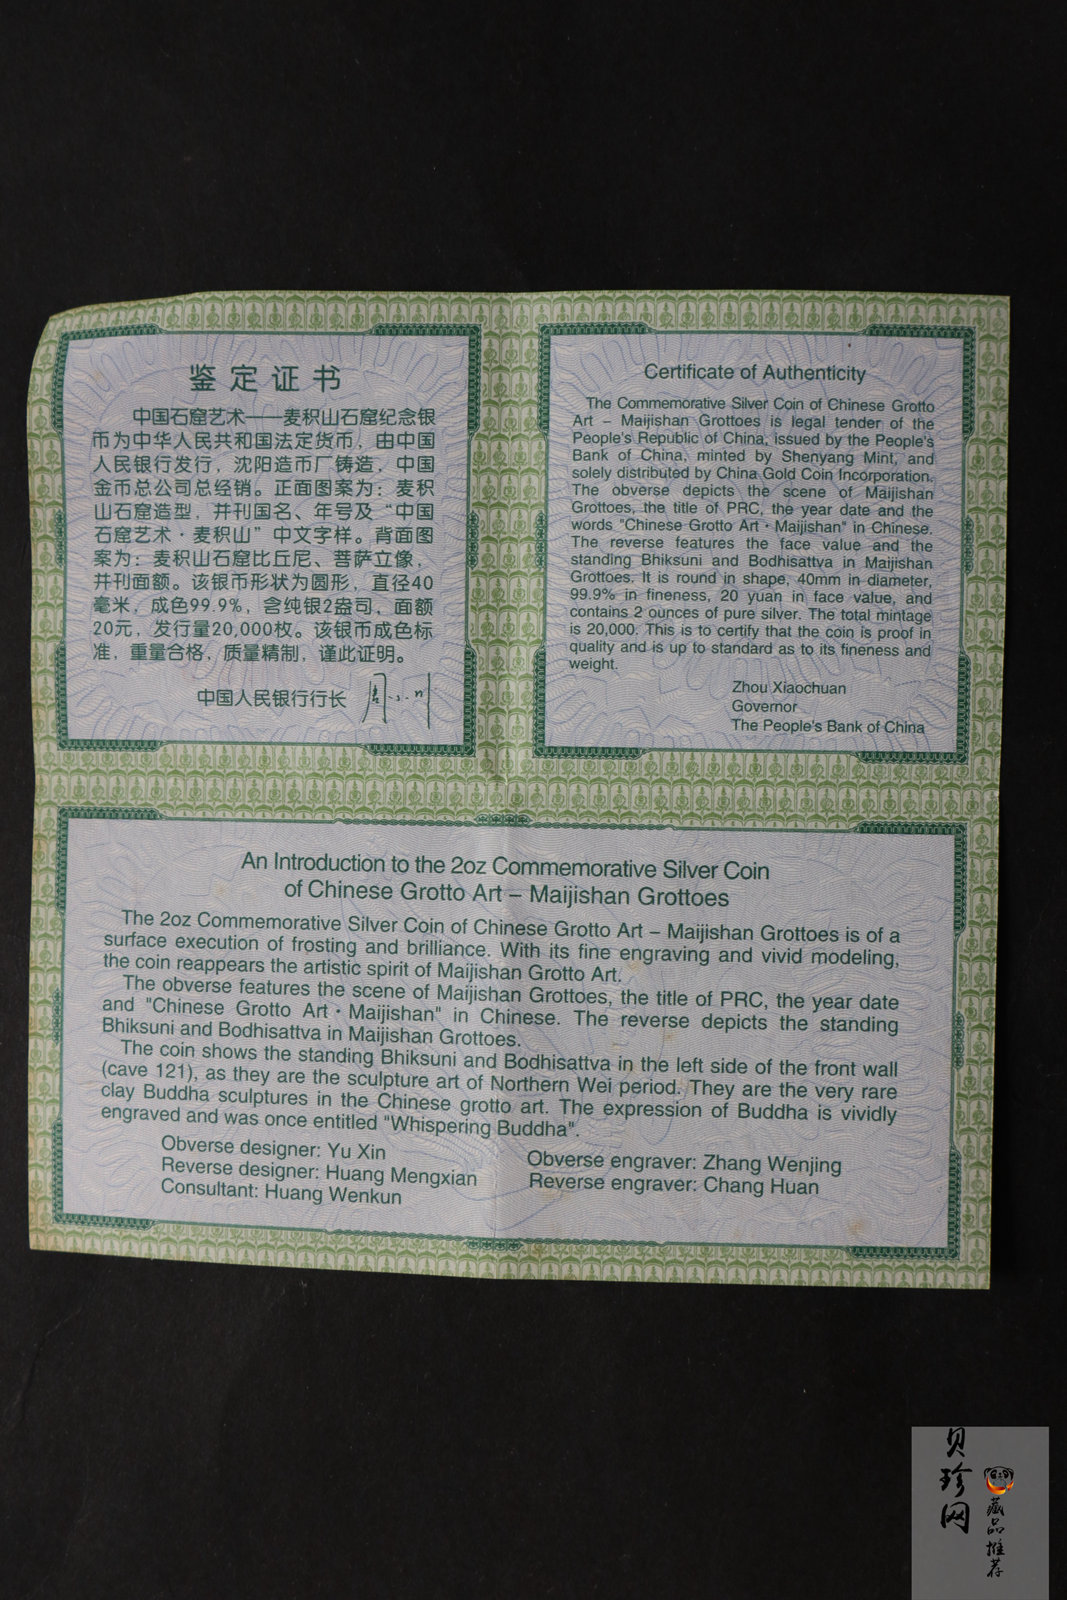 鉴定证书
中国石窟艺术——麦积山石窟纪念银
币为中华人民共和国法定货币，由中国
人民银行发行，沈阳造币厂铸造，中国
金币总公司总经销。正面图案为：麦积
山石窟造型，并刊国名、年号及“中国
石窟艺术·麦积山”中文字样。背面图
案为：麦积山石窟比丘尼、菩萨立像，
并刊面额。该银币形状为圆形，直径40
毫米，成色99.9%，含纯银2盎司，面额
20元，发行量20,000枚。该银币成色标
准，重量合格，质量精制，谨此证明。
中国人民银行行长
Certificate of Authenticity
The Commemorative Silver Coin of Chinese Grotto
Art – Maijishan Grottoes is legal tender of the
People's Republic of China, issued by the People's
Bank of China, minted by Shenyang Mint, and
solely distributed by China Gold Coin Incorporation.
The obverse depicts the scene of Maijishan
Grottoes, the title of PRC, the year date and the
words "Chinese Grotto Art · Maijishan" in Chinese.
The reverse features the face value and the
standing Bhiksuni and Bodhisattva in Maijishan
Grottoes. It is round in shape, 40mm in diameter,
99.9% in fineness, 20 yuan in face value, and
contains 2 ounces of pure silver. The total mintage
is 20,000. This is to certify that the coin is proof in
quality and is up to standard as to its fineness and
weight.
Zhou Xiaochuan
Governor
The People's Bank of China
An Introduction to the 2oz Commemorative Silver Coin
of Chinese Grotto Art – Maijishan Grottoes
The 2oz Commemorative Silver Coin of Chinese Grotto Art – Maijishan Grottoes is of a
surface execution of frosting and brilliance. With its fine engraving and vivid modeling,
the coin reappears the artistic spirit of Maijishan Grotto Art.
The obverse features the scene of Maijishan Grottoes, the title of PRC, the year date
and "Chinese Grotto Art · Maijishan" in Chinese. The reverse depicts the standing
Bhiksuni and Bodhisattva in Maijishan Grottoes.
The coin shows the standing Bhiksuni and Bodhisattva in the left side of the front wall
(cave 121), as they are the sculpture art of Northern Wei period. They are the very rare
clay Buddha sculptures in the Chinese grotto art. The expression of Buddha is vividly
engraved and was once entitled "Whispering Buddha".
Obverse designer: Yu Xin
Reverse designer: Huang Mengxian
Consultant: Huang Wenkun
Obverse engraver: Zhang Wenjing
Reverse engraver: Chang Huan
贝珍网
藏品推荐